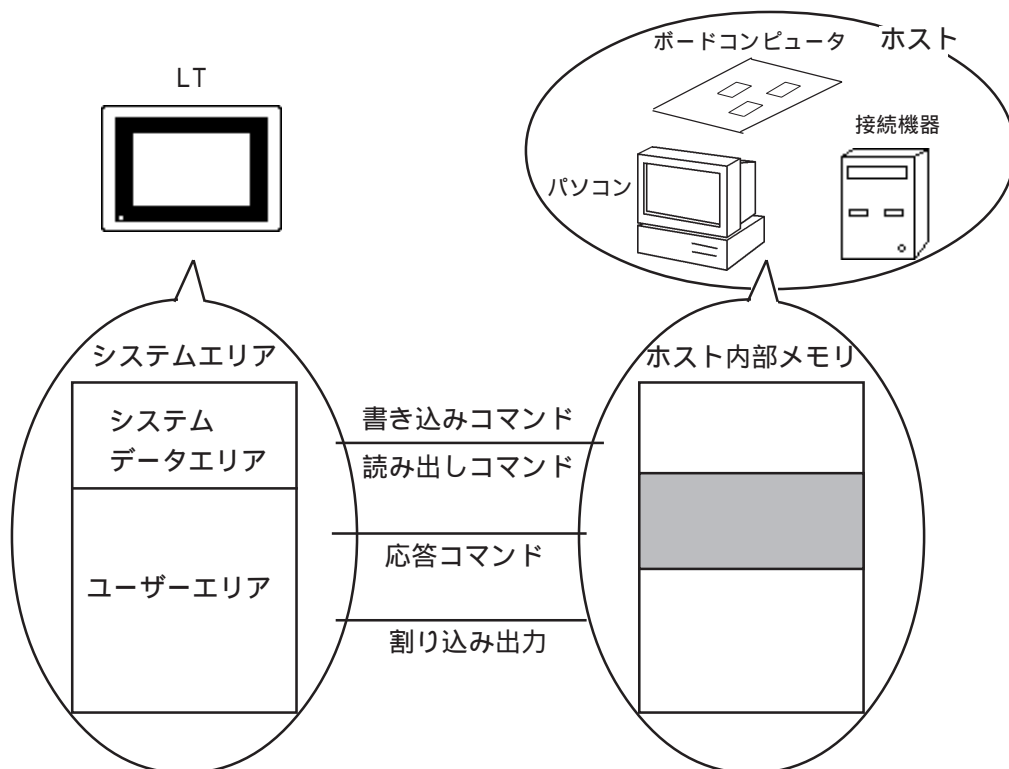 LT
ボードコンピュータ
ホスト
接続機器
パソコン
システムエリア
システム
データエリア
ユーザーエリア
書き込みコマンド
読み出しコマンド
応答コマンド
割り込み出力
ホスト内部メモリ